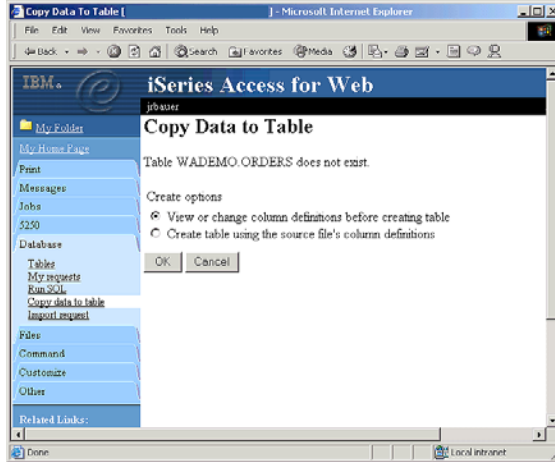 Copy Data To Table [ ] - Microsoft Internet Explorer
File Edit View Favorites Tools Help
Back Search Favorites Media
IBM. iSeries Access for Web
jrbauer
My Folder
My Home Page
Print
Messages
Jobs
5250
Database
Tables
My requests
Run SQL
Copy data to table
Import request
Files
Command
Customize
Other
Related Links:
Copy Data to Table
Table WADEMO.ORDERS does not exist.
Create options
View or change column definitions before creating table
Create table using the source file's column definitions
OK Cancel
Done Local intranet